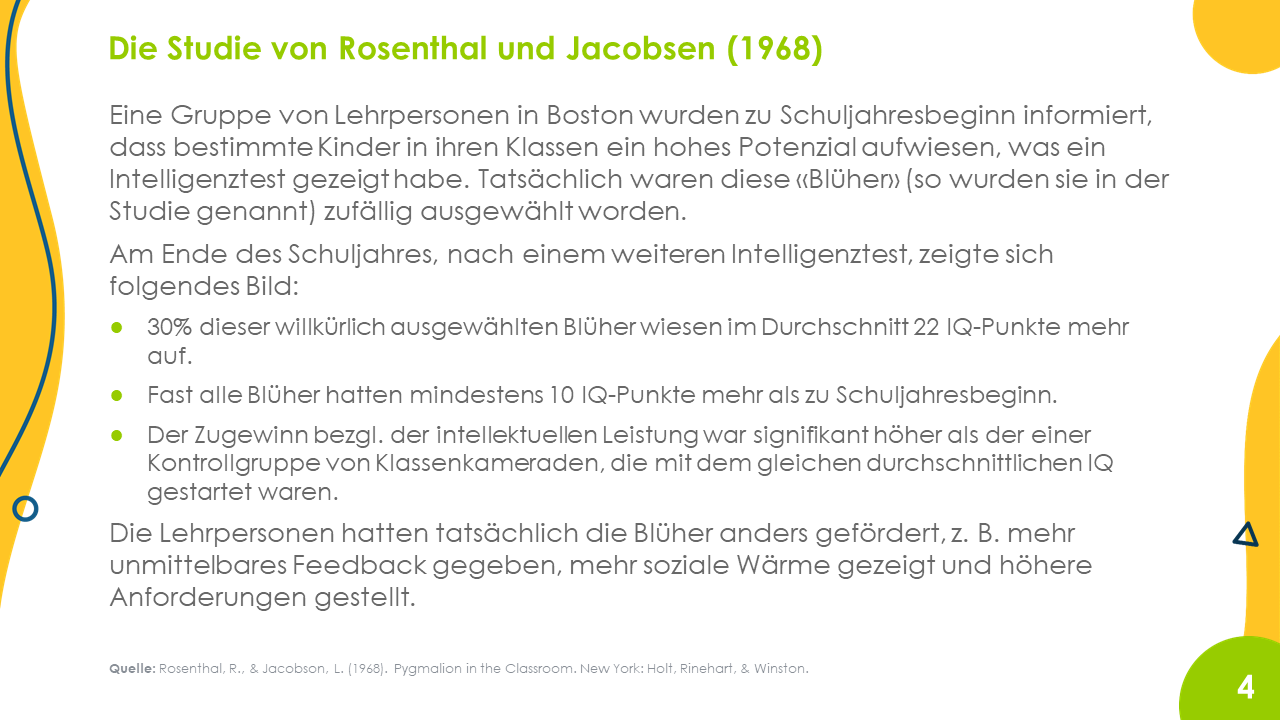 Die Studie von Rosenthal und Jacobsen (1968)
Eine Gruppe von Lehrpersonen in Boston wurden zu Schuljahresbeginn informiert,
dass bestimmte Kinder in ihren Klassen ein hohes Potenzial aufwiesen, was ein
Intelligenztest gezeigt habe. Tatsächlich waren diese «Blüher» (so wurden sie in der
Studie genannt) zufällig ausgewählt worden.
Am Ende des Schuljahres, nach einem weiteren Intelligenztest, zeigte sich
folgendes Bild:
● 30% dieser willkürlich ausgewählten Blüher wiesen im Durchschnitt 22 IQ-Punkte mehr
auf.
● Fast alle Blüher hatten mindestens 10 IQ-Punkte mehr als zu Schuljahresbeginn.
● Der Zugewinn bezgl. der intellektuellen Leistung war signifikant höher als der einer
Kontrollgruppe von Klassenkameraden, die mit dem gleichen durchschnittlichen IQ
gestartet waren.
Die Lehrpersonen hatten tatsächlich die Blüher anders gefördert, z. B. mehr
unmittelbares Feedback gegeben, mehr soziale Wärme gezeigt und höhere
Anforderungen gestellt.
Quelle: Rosenthal, R., & Jacobson, L. (1968). Pygmalion in the Classroom. New York: Holt, Rinehart, & Winston.
4